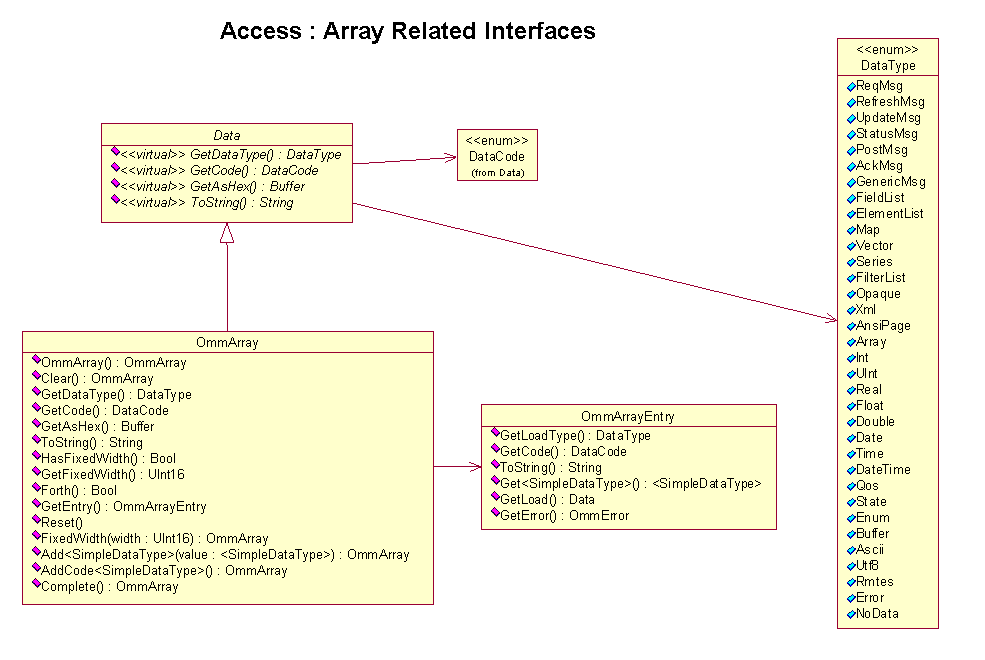 Access : Array Related Interfaces
Data
<<virtual>> GetDataType() : DataType
<<virtual>> GetCode() : DataCode
<<virtual>> GetAsHex() : Buffer
<<virtual>> ToString() : String
<<enum>>
DataCode
(from Data)
<<enum>>
DataType
ReqMsg
RefreshMsg
UpdateMsg
StatusMsg
PostMsg
AckMsg
GenericMsg
FieldList
ElementList
Map
Vector
Series
FilterList
Opaque
Xml
AnsiPage
Array
Int
UInt
Real
Float
Double
Date
Time
DateTime
Qos
State
Enum
Buffer
Ascii
Utf8
Rmtes
Error
NoData
OmmArray
OmmArray() : OmmArray
Clear() : OmmArray
GetDataType() : DataType
GetCode() : DataCode
GetAsHex() : Buffer
ToString() : String
HasFixedWidth() : Bool
GetFixedWidth() : UInt16
Forth() : Bool
GetEntry() : OmmArrayEntry
Reset()
FixedWidth(width : UInt16) : OmmArray
Add<SimpleDataType>(value : <SimpleDataType>) : OmmArray
AddCode<SimpleDataType>() : OmmArray
Complete() : OmmArray
OmmArrayEntry
GetLoadType() : DataType
GetCode() : DataCode
ToString() : String
Get<SimpleDataType>() : <SimpleDataType>
GetLoad() : Data
GetError() : OmmError